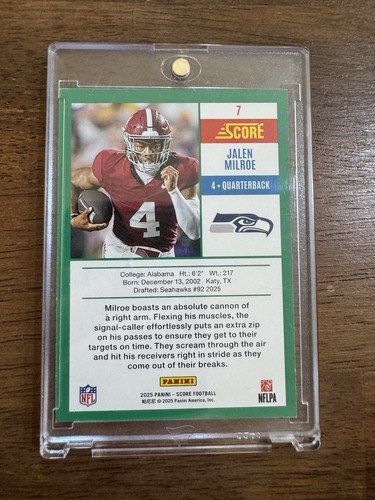 7
SCORE
JALEN
MILROE
4 • QUARTERBACK
4
College: Alabama Ht.: 6'2" Wt.: 217
Born: December 13, 2002 Katy, TX
Drafted: Seahawks #92 2025
Milroe boasts an absolute cannon of
a right arm. Flexing his muscles, the
signal-caller effortlessly puts an extra zip
on his passes to ensure they get to their
targets on time. They scream through the air
and hit his receivers right in stride as they
come out of their breaks.
PANINI
NFL
2025 PANINI – SCORE FOOTBALL
© 2025 Panini America, Inc.
NFLPA